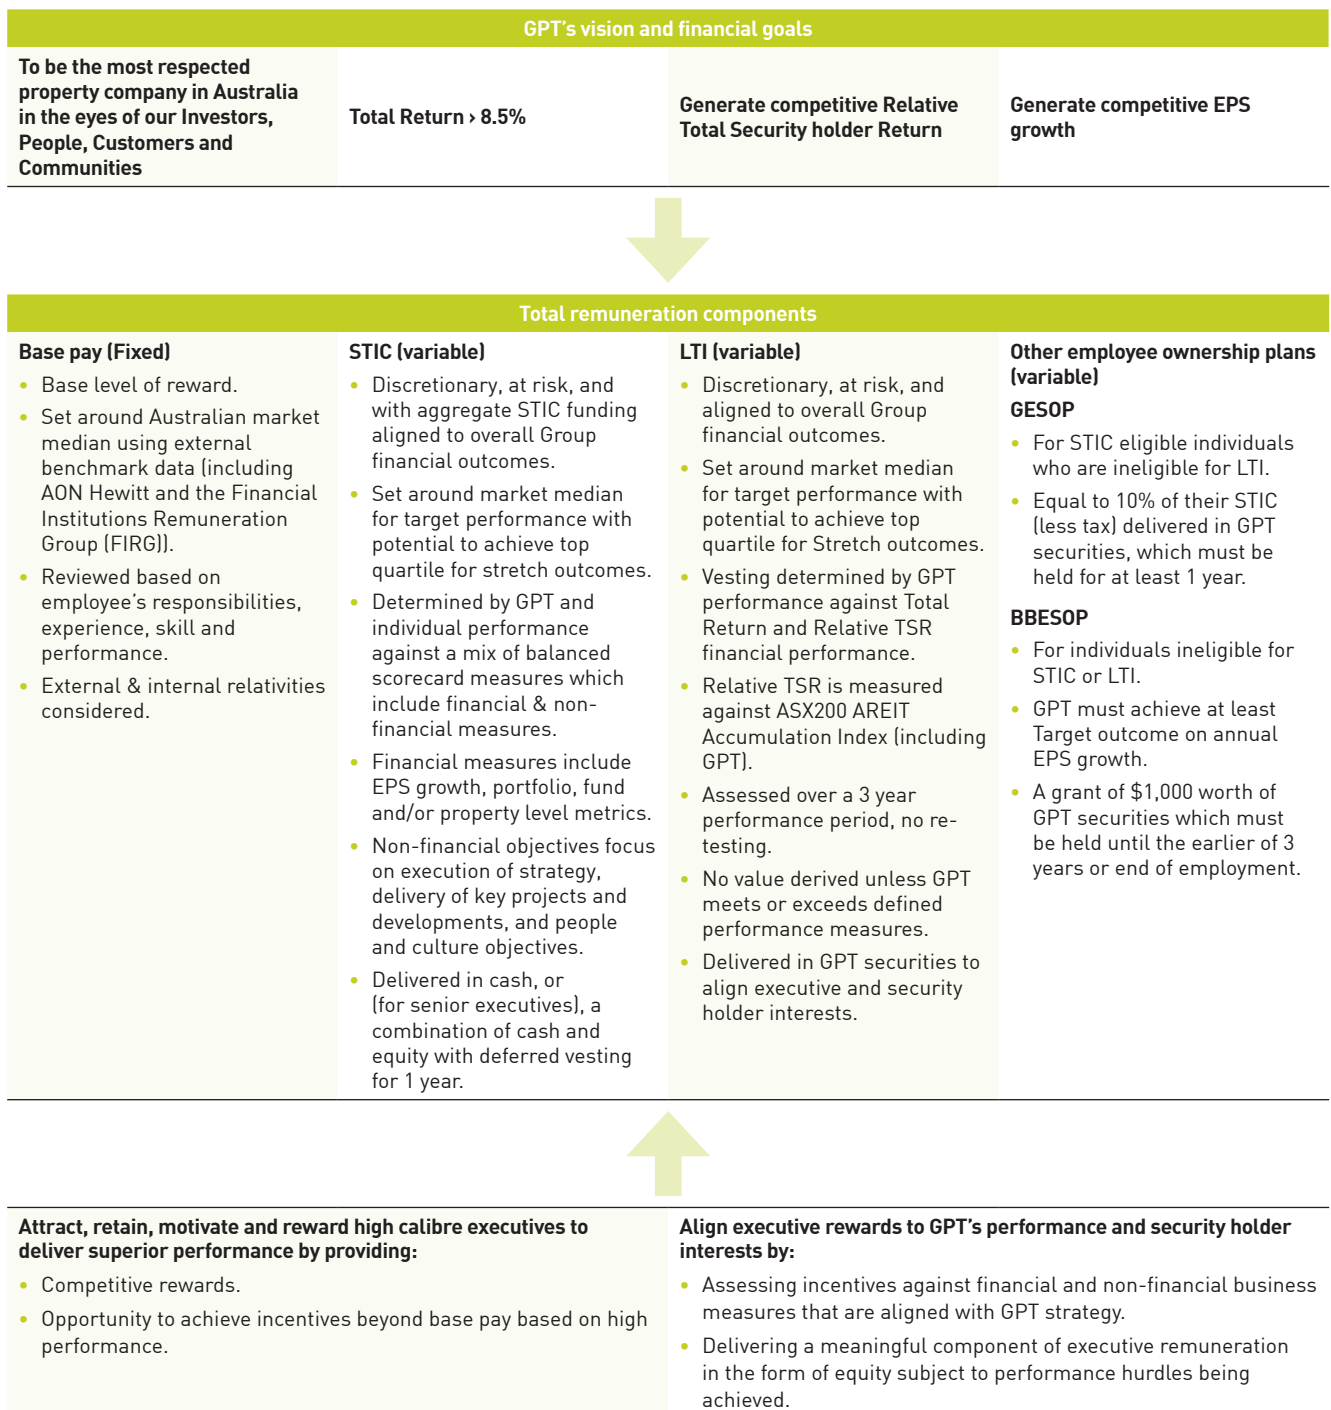 GPT's vision and financial goals
To be the most respected
property company in Australia
in the eyes of our Investors,
People, Customers and
Communities
Total Return › 8.5%
Generate competitive Relative
Total Security holder Return
Generate competitive EPS
growth
Total remuneration components
Base pay (Fixed)
• Base level of reward.
• Set around Australian market
median using external
benchmark data (including
AON Hewitt and the Financial
Institutions Remuneration
Group (FIRG)).
• Reviewed based on
employee's responsibilities,
experience, skill and
performance.
• External & internal relativities
considered.
STIC (variable)
• Discretionary, at risk, and
with aggregate STIC funding
aligned to overall Group
financial outcomes.
• Set around market median
for target performance with
potential to achieve top
quartile for stretch outcomes.
• Determined by GPT and
individual performance
against a mix of balanced
scorecard measures which
include financial & non-
financial measures.
• Financial measures include
EPS growth, portfolio, fund
and/or property level metrics.
• Non-financial objectives focus
on execution of strategy,
delivery of key projects and
developments, and people
and culture objectives.
• Delivered in cash, or
(for senior executives), a
combination of cash and
equity with deferred vesting
for 1 year.
LTI (variable)
• Discretionary, at risk, and
aligned to overall Group
financial outcomes.
• Set around market median
for target performance with
potential to achieve top
quartile for Stretch outcomes.
• Vesting determined by GPT
performance against Total
Return and Relative TSR
financial performance.
• Relative TSR is measured
against ASX200 AREIT
Accumulation Index (including
GPT).
• Assessed over a 3 year
performance period, no re-
testing.
• No value derived unless GPT
meets or exceeds defined
performance measures.
• Delivered in GPT securities to
align executive and security
holder interests.
Other employee ownership plans
(variable)
GESOP
• For STIC eligible individuals
who are ineligible for LTI.
• Equal to 10% of their STIC
(less tax) delivered in GPT
securities, which must be
held for at least 1 year.
BBESOP
• For individuals ineligible for
STIC or LTI.
• GPT must achieve at least
Target outcome on annual
EPS growth.
• A grant of $1,000 worth of
GPT securities which must
be held until the earlier of 3
years or end of employment.
Attract, retain, motivate and reward high calibre executives to
deliver superior performance by providing:
• Competitive rewards.
• Opportunity to achieve incentives beyond base pay based on high
performance.
Align executive rewards to GPT's performance and security holder
interests by:
• Assessing incentives against financial and non-financial business
measures that are aligned with GPT strategy.
• Delivering a meaningful component of executive remuneration
in the form of equity subject to performance hurdles being
achieved.